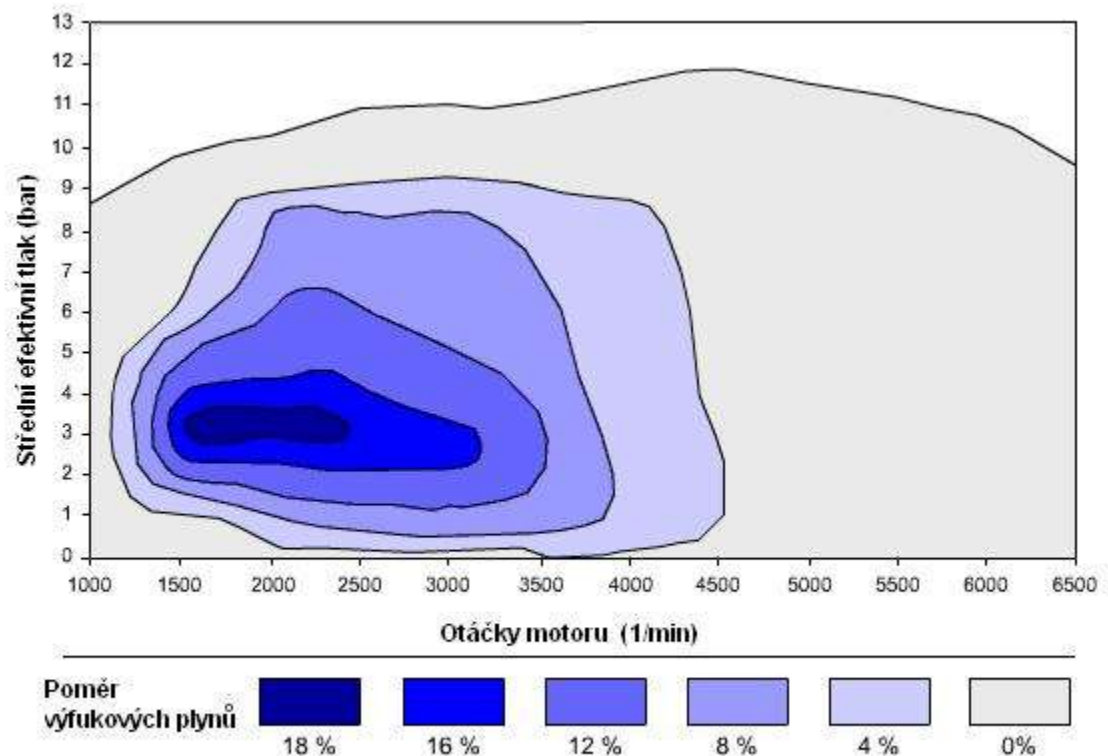 13
12
11
10
9
8
7
6
5
4
3
2
1
0
Střední efektivní tlak (bar)
1000 1500 2000 2500 3000 3500 4000 4500 5000 5500 6000 6500
Otáčky motoru (1/min)
Poměr
výfukových plynů
18 % 16 % 12 % 8 % 4 % 0%